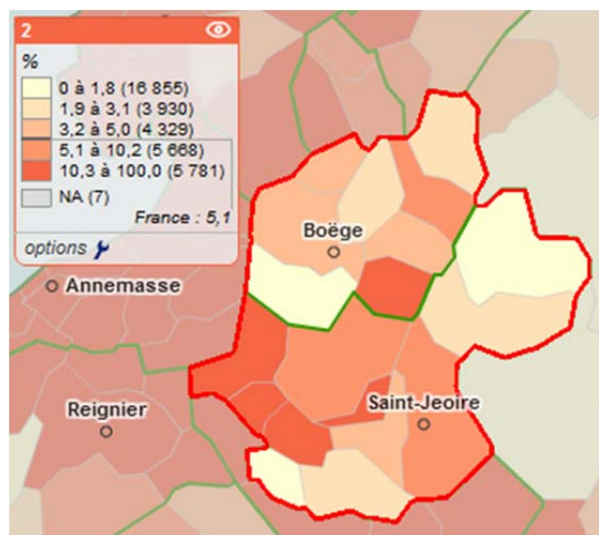 2
%
0 à 1,8 (16 855)
1,9 à 3,1 (3 930)
3,2 à 5,0 (4 329)
5,1 à 10,2 (5 668)
10,3 à 100,0 (5 781)
NA (7)
France : 5,1
options
Boëge
Annemasse
Reignier
Saint-Jeoire